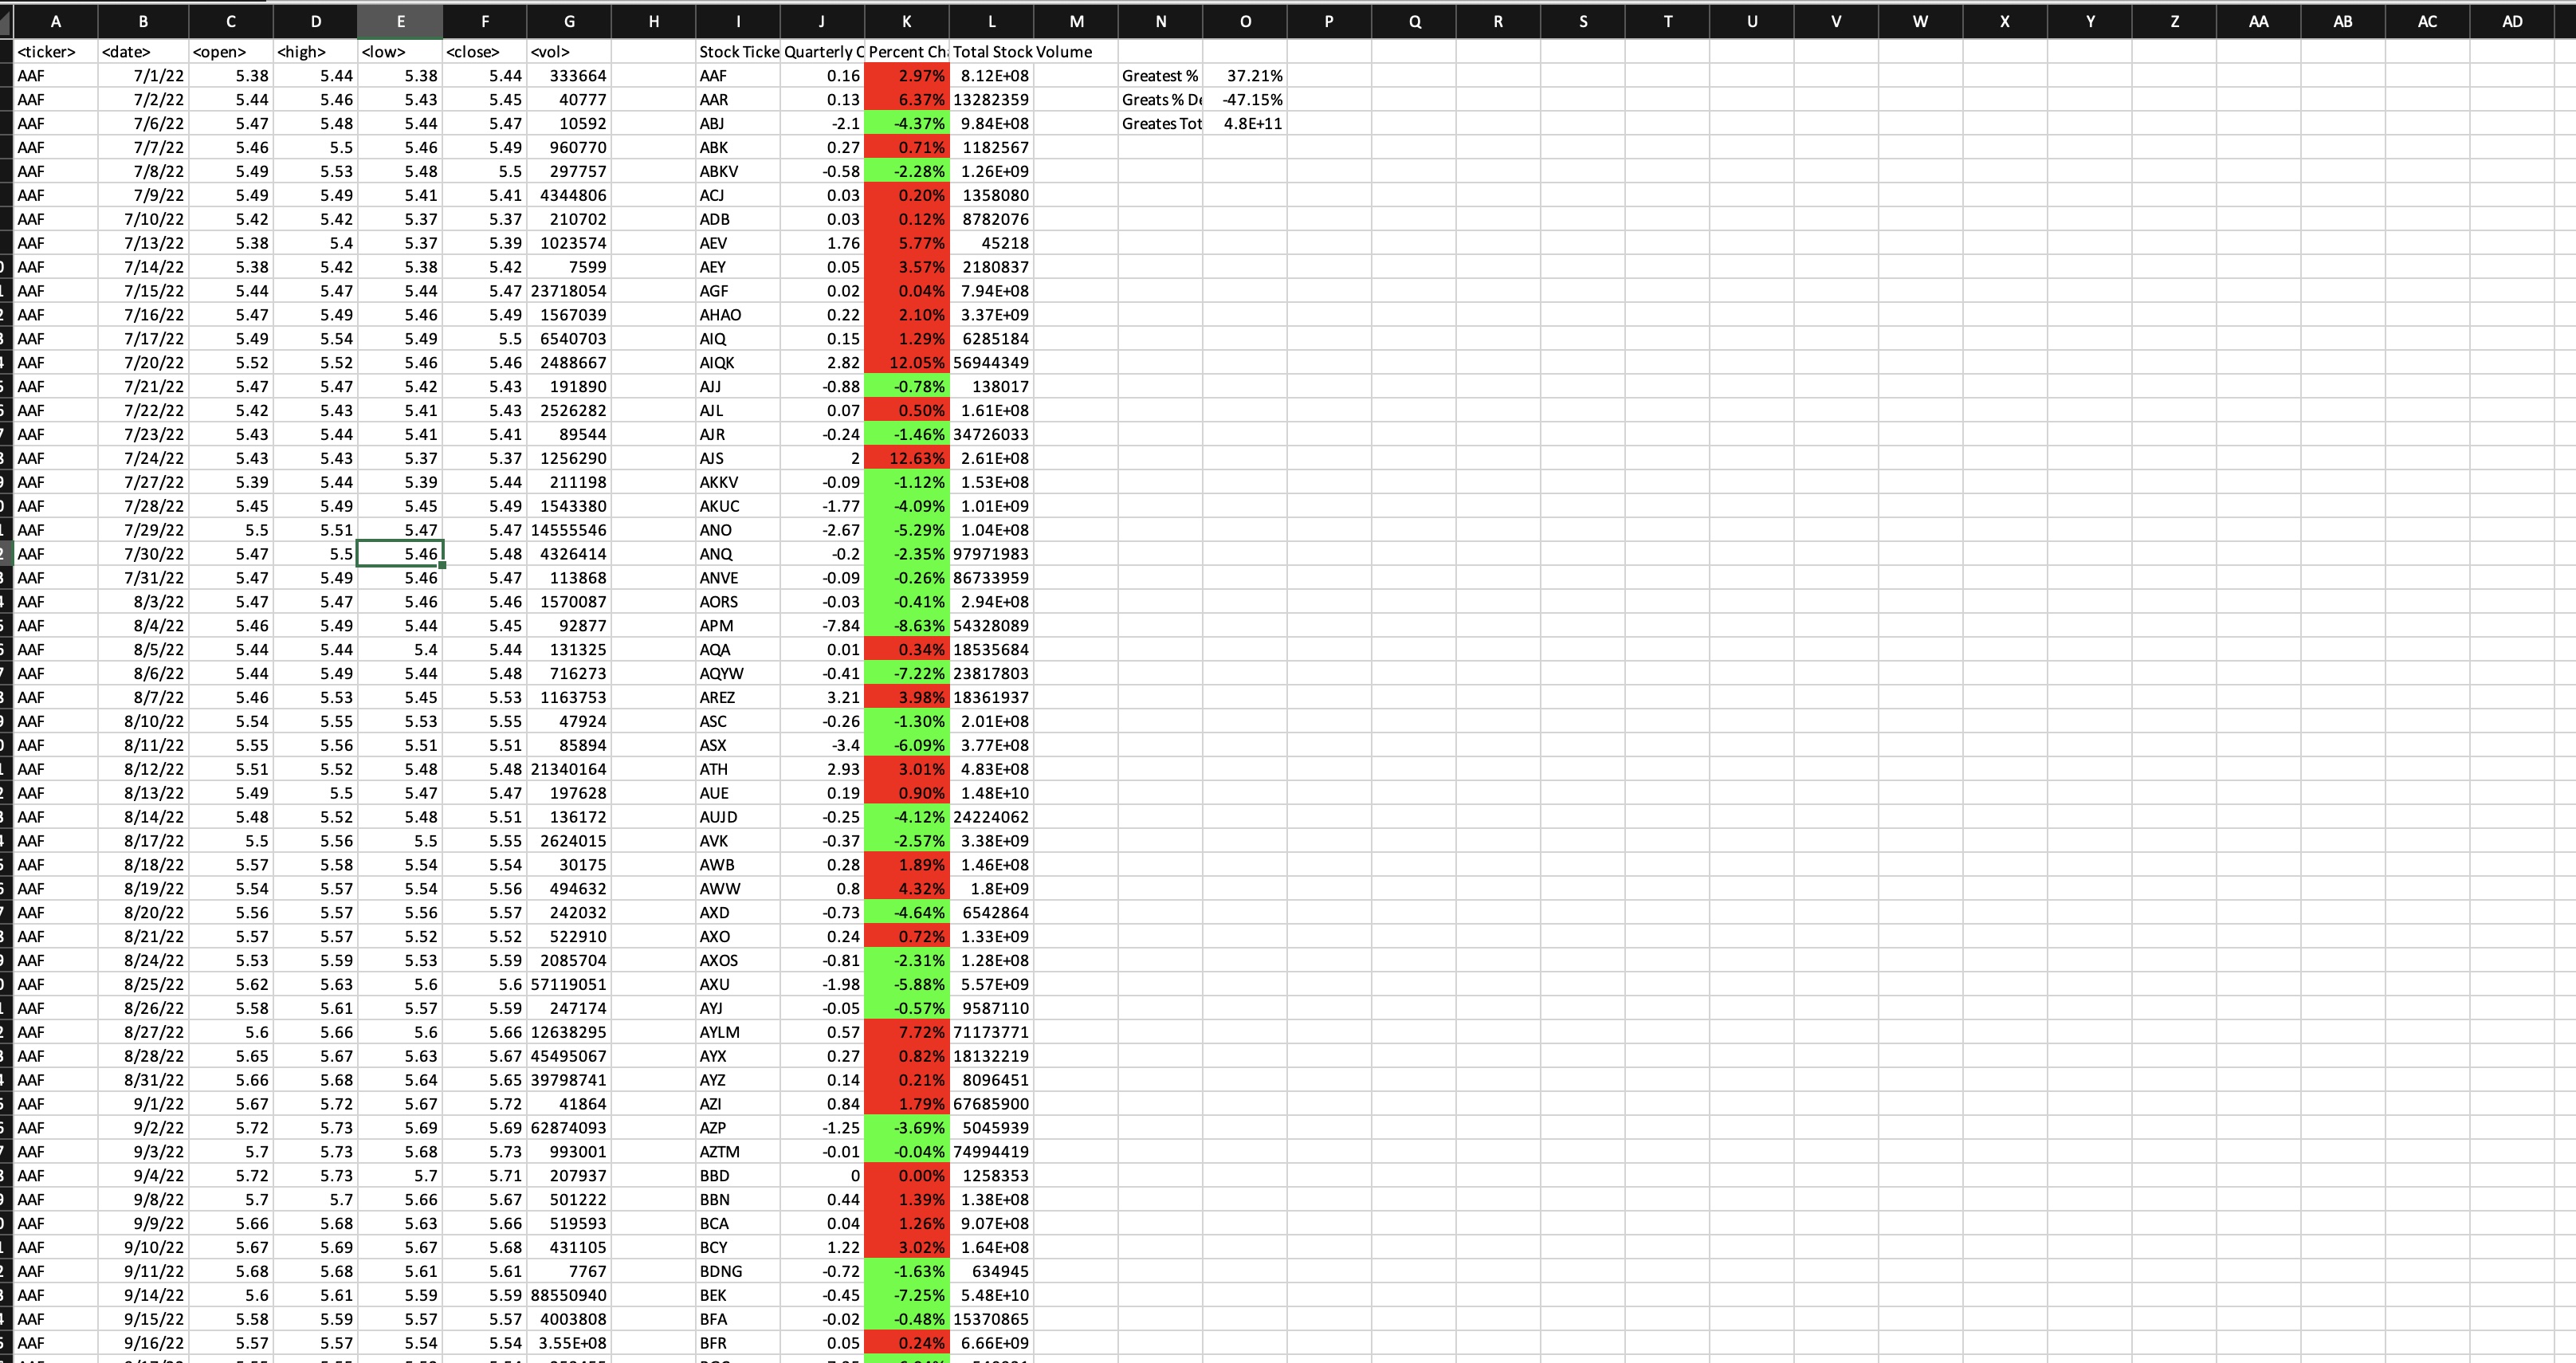 A B C D E F G H I J K L M N O P Q R S T U V W X Y Z AA AB AC AD
<ticker> <date> <open> <high> <low> <close> <vol> Stock Ticke Quarterly C Percent Ch Total Stock Volume
AAF 7/1/22 5.38 5.44 5.38 5.44 333664 AAF 0.16 2.97% 8.12E+08 Greatest % 37.21%
AAF 7/2/22 5.44 5.46 5.43 5.45 40777 AAR 0.13 6.37% 13282359 Greats % De -47.15%
AAF 7/6/22 5.47 5.48 5.44 5.47 10592 ABJ -2.1 -4.37% 9.84E+08 Greates Tot 4.8E+11
AAF 7/7/22 5.46 5.5 5.46 5.49 960770 ABK 0.27 0.71% 1182567
AAF 7/8/22 5.49 5.53 5.48 5.5 297757 ABKV -0.58 -2.28% 1.26E+09
AAF 7/9/22 5.49 5.49 5.41 5.41 4344806 ACJ 0.03 0.20% 1358080
AAF 7/10/22 5.42 5.42 5.37 5.37 210702 ADB 0.03 0.12% 8782076
AAF 7/13/22 5.38 5.4 5.37 5.39 1023574 AEV 1.76 5.77% 45218
AAF 7/14/22 5.38 5.42 5.38 5.42 7599 AEY 0.05 3.57% 2180837
AAF 7/15/22 5.44 5.47 5.44 5.47 23718054 AGF 0.02 0.04% 7.94E+08
AAF 7/16/22 5.47 5.49 5.46 5.49 1567039 AHAO 0.22 2.10% 3.37E+09
AAF 7/17/22 5.49 5.54 5.49 5.5 6540703 AIQ 0.15 1.29% 6285184
AAF 7/20/22 5.52 5.52 5.46 5.46 2488667 AIQK 2.82 12.05% 56944349
AAF 7/21/22 5.47 5.47 5.42 5.43 191890 AJJ -0.88 -0.78% 138017
AAF 7/22/22 5.42 5.43 5.41 5.43 2526282 AJL 0.07 0.50% 1.61E+08
AAF 7/23/22 5.43 5.44 5.41 5.41 89544 AJR -0.24 -1.46% 34726033
AAF 7/24/22 5.43 5.43 5.37 5.37 1256290 AJS 2 12.63% 2.61E+08
AAF 7/27/22 5.39 5.44 5.39 5.44 211198 AKKV -0.09 -1.12% 1.53E+08
AAF 7/28/22 5.45 5.49 5.45 5.49 1543380 AKUC -1.77 -4.09% 1.01E+09
AAF 7/29/22 5.5 5.51 5.47 5.47 14555546 ANO -2.67 -5.29% 1.04E+08
AAF 7/30/22 5.47 5.5 5.46 5.48 4326414 ANQ -0.2 -2.35% 97971983
AAF 7/31/22 5.47 5.49 5.46 5.47 113868 ANVE -0.09 -0.26% 86733959
AAF 8/3/22 5.47 5.47 5.46 5.46 1570087 AORS -0.03 -0.41% 2.94E+08
AAF 8/4/22 5.46 5.49 5.44 5.45 92877 APM -7.84 -8.63% 54328089
AAF 8/5/22 5.44 5.44 5.4 5.44 131325 AQA 0.01 0.34% 18535684
AAF 8/6/22 5.44 5.49 5.44 5.48 716273 AQYW -0.41 -7.22% 23817803
AAF 8/7/22 5.46 5.53 5.45 5.53 1163753 AREZ 3.21 3.98% 18361937
AAF 8/10/22 5.54 5.55 5.53 5.55 47924 ASC -0.26 -1.30% 2.01E+08
AAF 8/11/22 5.55 5.56 5.51 5.51 85894 ASX -3.4 -6.09% 3.77E+08
AAF 8/12/22 5.51 5.52 5.48 5.48 21340164 ATH 2.93 3.01% 4.83E+08
AAF 8/13/22 5.49 5.5 5.47 5.47 197628 AUE 0.19 0.90% 1.48E+10
AAF 8/14/22 5.48 5.52 5.48 5.51 136172 AUJD -0.25 -4.12% 24224062
AAF 8/17/22 5.5 5.56 5.5 5.55 2624015 AVK -0.37 -2.57% 3.38E+09
AAF 8/18/22 5.57 5.58 5.54 5.54 30175 AWB 0.28 1.89% 1.46E+08
AAF 8/19/22 5.54 5.57 5.54 5.56 494632 AWW 0.8 4.32% 1.8E+09
AAF 8/20/22 5.56 5.57 5.56 5.57 242032 AXD -0.73 -4.64% 6542864
AAF 8/21/22 5.57 5.57 5.52 5.52 522910 AXO 0.24 0.72% 1.33E+09
AAF 8/24/22 5.53 5.59 5.53 5.59 2085704 AXOS -0.81 -2.31% 1.28E+08
AAF 8/25/22 5.62 5.63 5.6 5.6 57119051 AXU -1.98 -5.88% 5.57E+09
AAF 8/26/22 5.58 5.61 5.57 5.59 247174 AYJ -0.05 -0.57% 9587110
AAF 8/27/22 5.6 5.66 5.6 5.66 12638295 AYLM 0.57 7.72% 71173771
AAF 8/28/22 5.65 5.67 5.63 5.67 45495067 AYX 0.27 0.82% 18132219
AAF 8/31/22 5.66 5.68 5.64 5.65 39798741 AYZ 0.14 0.21% 8096451
AAF 9/1/22 5.67 5.72 5.67 5.72 41864 AZI 0.84 1.79% 67685900
AAF 9/2/22 5.72 5.73 5.69 5.69 62874093 AZP -1.25 -3.69% 5045939
AAF 9/3/22 5.7 5.73 5.68 5.73 993001 AZTM -0.01 -0.04% 74994419
AAF 9/4/22 5.72 5.73 5.7 5.71 207937 BBD 0 0.00% 1258353
AAF 9/8/22 5.7 5.7 5.66 5.67 501222 BBN 0.44 1.39% 1.38E+08
AAF 9/9/22 5.66 5.68 5.63 5.66 519593 BCA 0.04 1.26% 9.07E+08
AAF 9/10/22 5.67 5.69 5.67 5.68 431105 BCY 1.22 3.02% 1.64E+08
AAF 9/11/22 5.68 5.68 5.61 5.61 7767 BDNG -0.72 -1.63% 634945
AAF 9/14/22 5.6 5.61 5.59 5.59 88550940 BEK -0.45 -7.25% 5.48E+10
AAF 9/15/22 5.58 5.59 5.57 5.57 4003808 BFA -0.02 -0.48% 15370865
AAF 9/16/22 5.57 5.57 5.54 5.54 3.55E+08 BFR 0.05 0.24% 6.66E+09